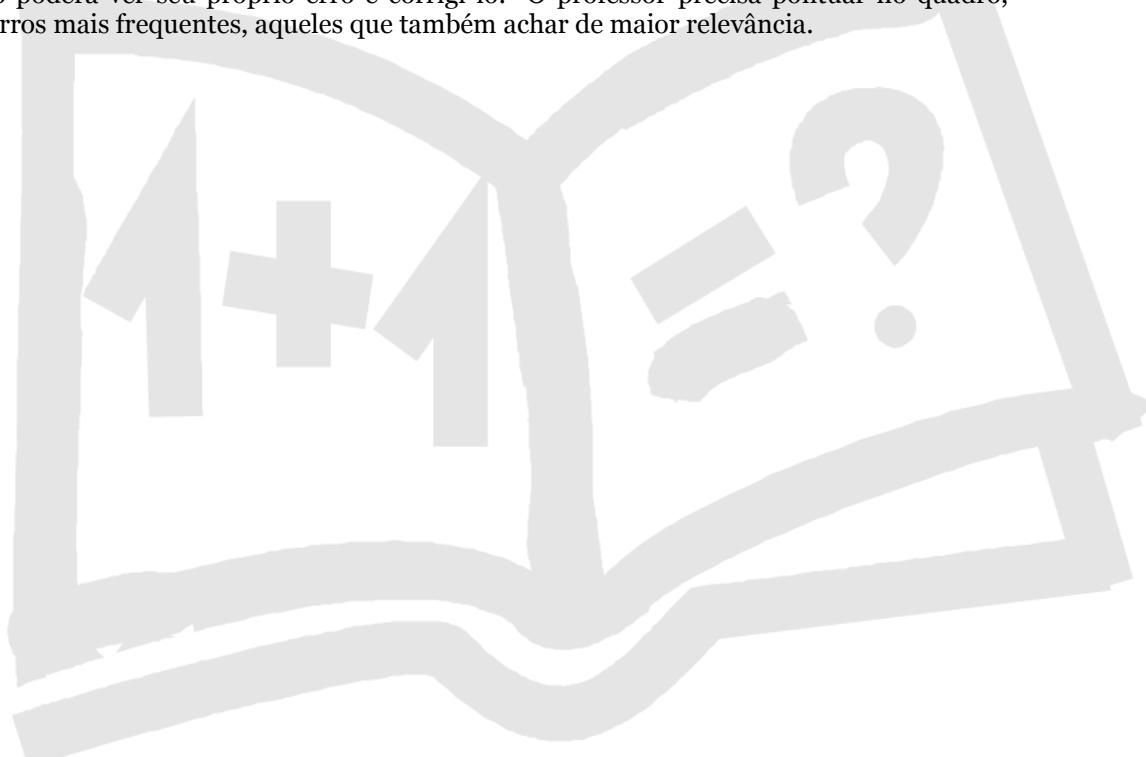 poderá ver seu próprio erro e corrigi-lo. O professor precisa pontuar no quadro,
erros mais frequentes, aqueles que também achar de maior relevância.
1+1
=?